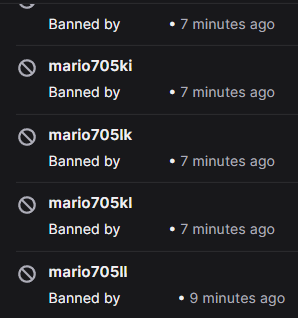 Banned by • 7 minutes ago
mario705ki
Banned by • 7 minutes ago
mario705lk
Banned by • 7 minutes ago
mario705kl
Banned by • 7 minutes ago
mario705ll
Banned by • 9 minutes ago